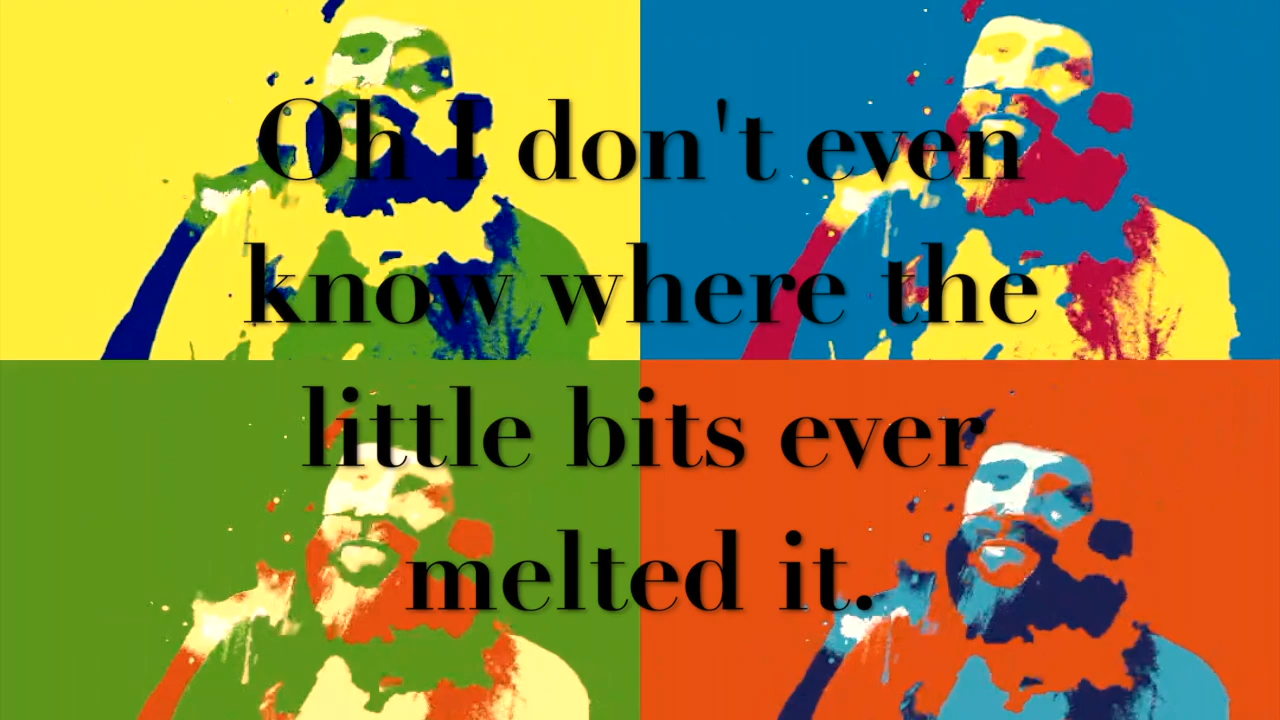 Oh I don't even
know where the
little bits ever
melted it.